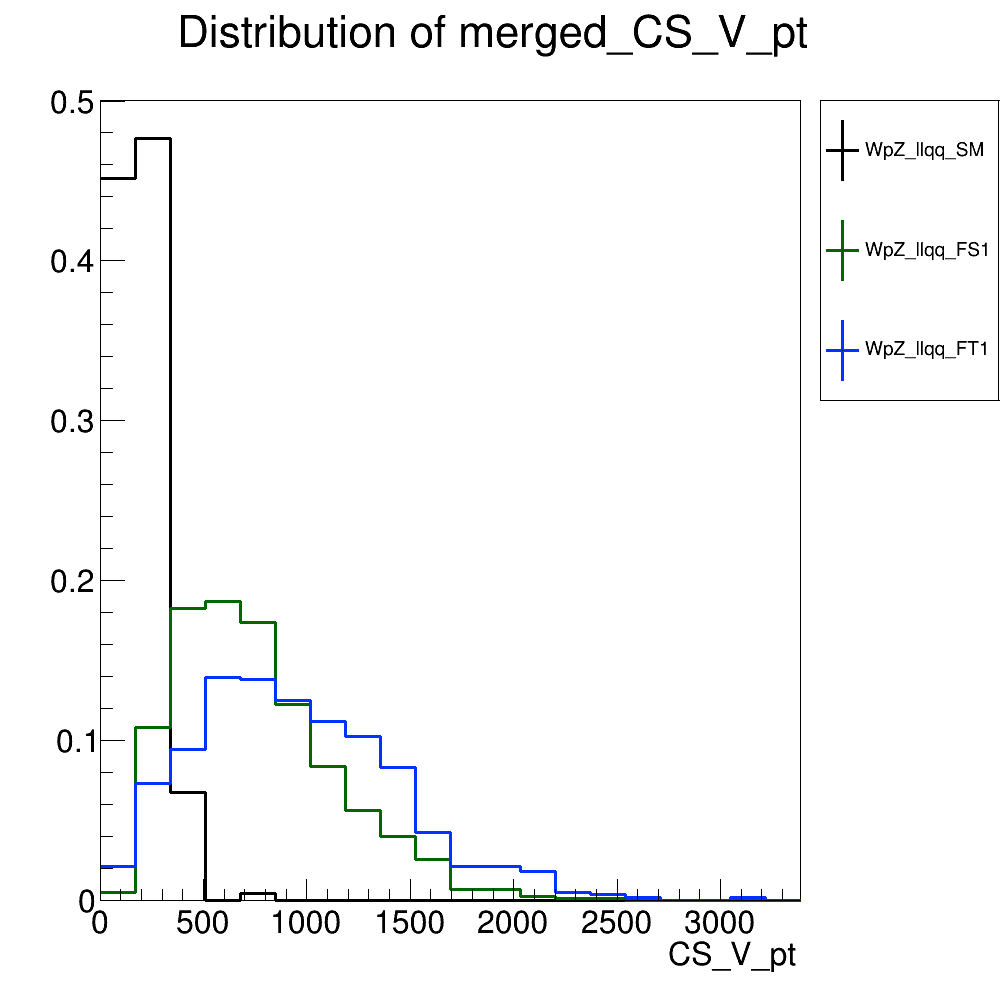 Distribution of merged_CS_V_pt
0.5
0.4
0.3
0.2
0.1
0
0 500 1000 1500 2000 2500 3000
CS_V_pt
WpZ_llqq_SM
WpZ_llqq_FS1
WpZ_llqq_FT1